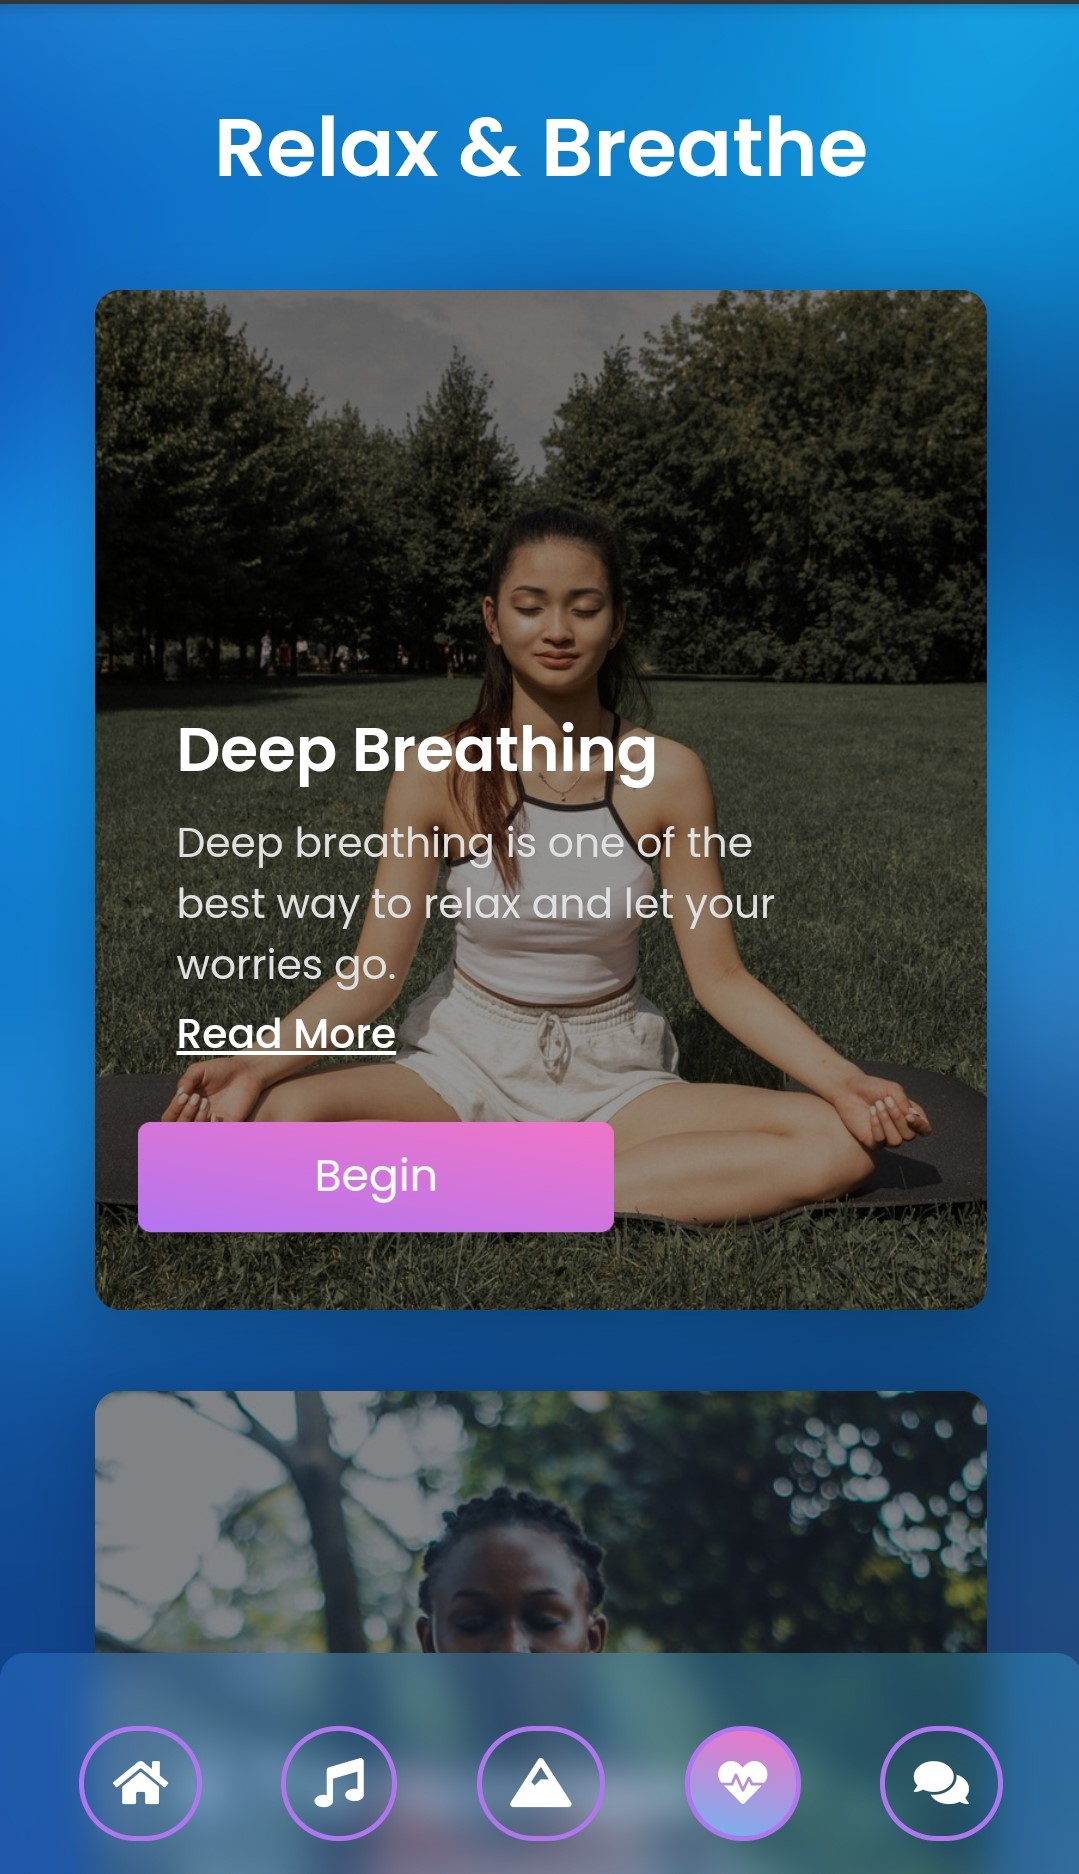 Relax & Breathe
Deep Breathing
Deep breathing is one of the
best way to relax and let your
worries go.
Read More
Begin